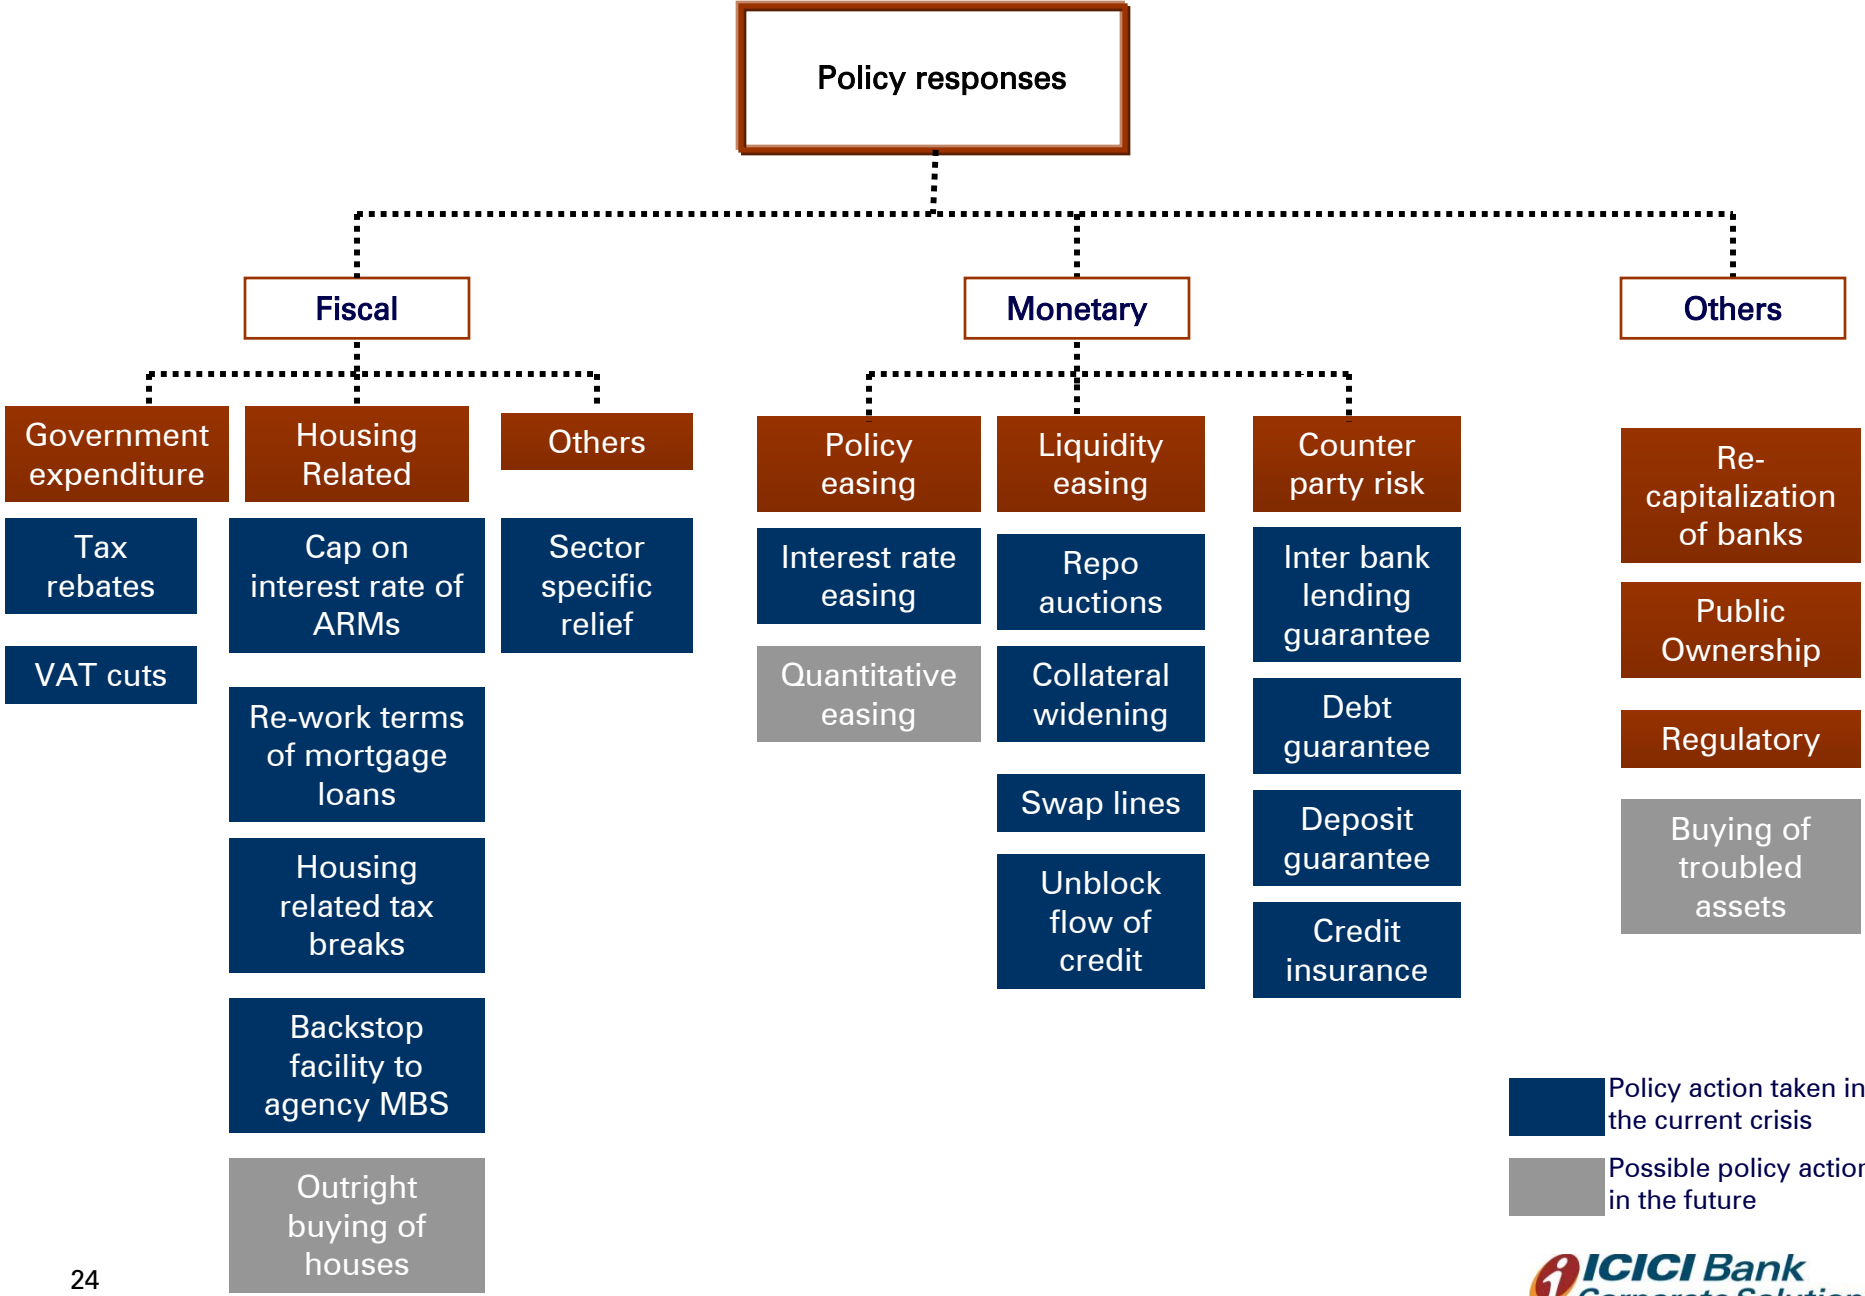 Policy responses
Fiscal
Monetary
Others
Government
expenditure
Tax
rebates
VAT cuts
Housing
Related
Cap on
interest rate of
ARMs
Re-work terms
of mortgage
loans
Housing
related tax
breaks
Backstop
facility to
agency MBS
Outright
buying of
houses
Others
Sector
specific
relief
Policy
easing
Interest rate
easing
Quantitative
easing
Liquidity
easing
Repo
auctions
Collateral
widening
Swap lines
Unblock
flow of
credit
Counter
party risk
Inter bank
lending
guarantee
Debt
guarantee
Deposit
guarantee
Credit
insurance
Re-
capitalization
of banks
Public
Ownership
Regulatory
Buying of
troubled
assets
Policy action taken in
the current crisis
Possible policy action
in the future
24
ICICI Bank
Corporate Solution